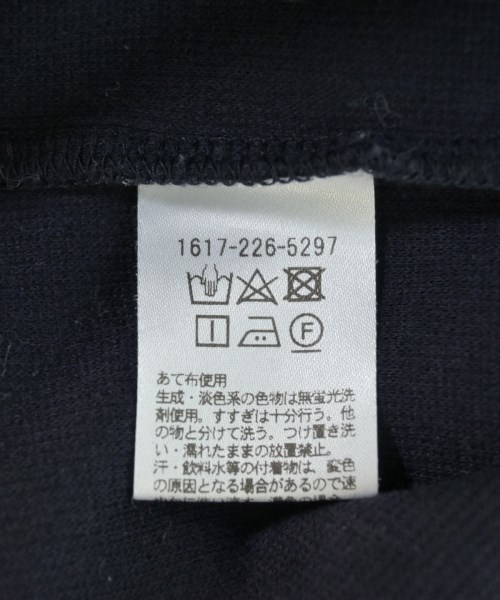 1617-226-5297
F
あて布使用
生成・淡色系の色物は無蛍光洗
剤使用。すすぎは十分行う。他
の物と分けて洗う。つけ置き洗
い・濡れたままの放置禁止。
汗・飲料水等の付着物は、変色
の原因となる場合があるので速